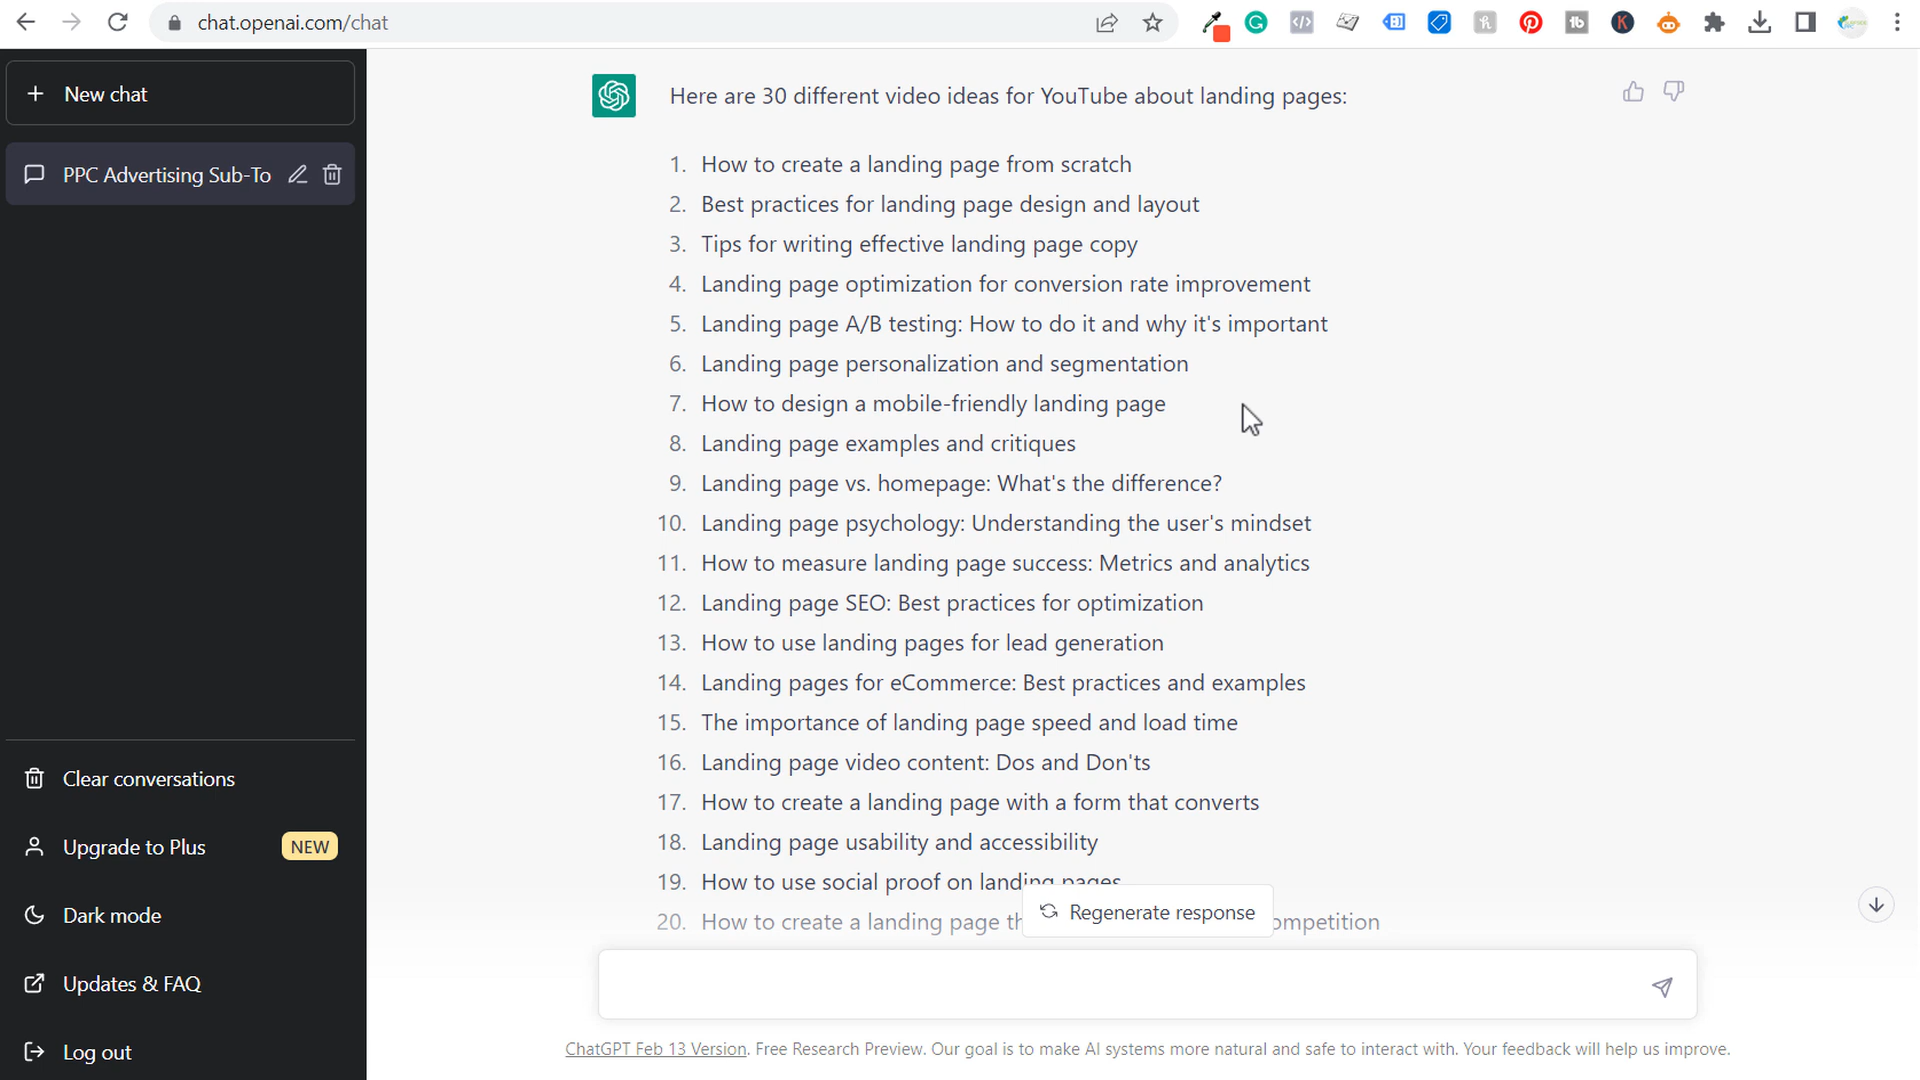 chat.openai.com/chat
New chat
PPC Advertising Sub-To
Here are 30 different video ideas for YouTube about landing pages:
1. How to create a landing page from scratch
2. Best practices for landing page design and layout
3. Tips for writing effective landing page copy
4. Landing page optimization for conversion rate improvement
5. Landing page A/B testing: How to do it and why it's important
6. Landing page personalization and segmentation
7. How to design a mobile-friendly landing page
8. Landing page examples and critiques
9. Landing page vs. homepage: What's the difference?
10. Landing page psychology: Understanding the user's mindset
11. How to measure landing page success: Metrics and analytics
12. Landing page SEO: Best practices for optimization
13. How to use landing pages for lead generation
14. Landing pages for eCommerce: Best practices and examples
15. The importance of landing page speed and load time
16. Landing page video content: Dos and Don'ts
17. How to create a landing page with a form that converts
18. Landing page usability and accessibility
19. How to use social proof on landing pages
20. How to create a landing page th ompetition
Regenerate response
Clear conversations
Upgrade to Plus NEW
Dark mode
Updates & FAQ
Log out
ChatGPT Feb 13 Version. Free Research Preview. Our goal is to make AI systems more natural and safe to interact with. Your feedback will help us improve.